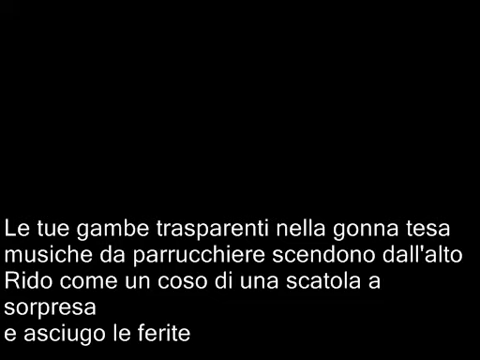 Le tue gambe trasparenti nella gonna tesa
musiche da parrucchiere scendono dall'alto
Rido come un coso di una scatola a
sorpresa
e asciugo le ferite